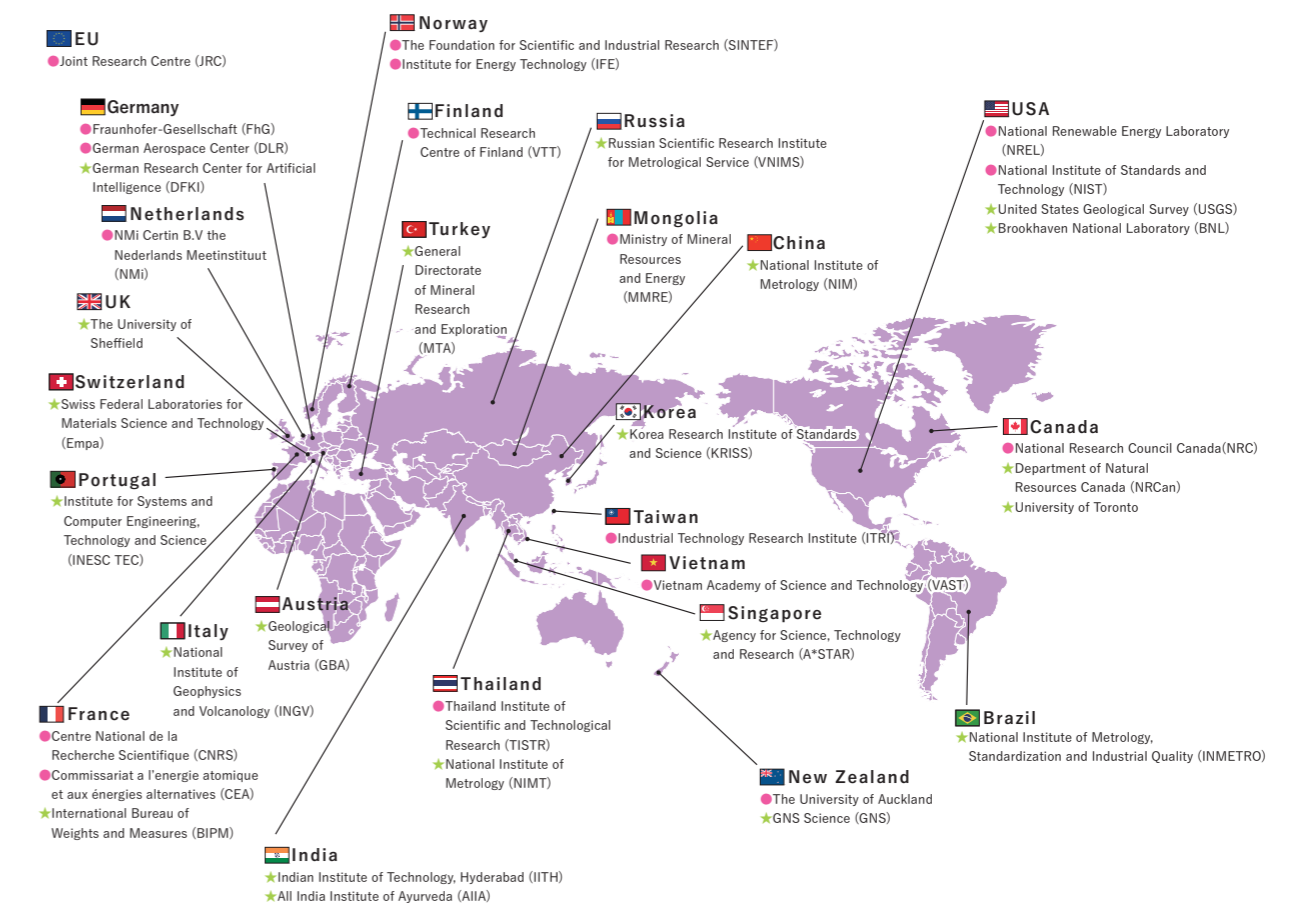 EU
Joint Research Centre (JRC)
Norway
The Foundation for Scientific and Industrial Research (SINTEF)
Institute for Energy Technology (IFE)
Germany
Fraunhofer-Gesellschaft (FhG)
German Aerospace Center (DLR)
German Research Center for Artificial
Intelligence (DFKI)
Finland
Technical Research
Centre of Finland (VTT)
Russia
Russian Scientific Research Institute
for Metrological Service (VNIMS)
USA
National Renewable Energy Laboratory
(NREL)
National Institute of Standards and
Technology (NIST)
United States Geological Survey (USGS)
Brookhaven National Laboratory (BNL)
Netherlands
NMi Certin B.V the
Nederlands Meetinstituut
(NMi)
Turkey
General
Directorate
of Mineral
Research
and Exploration
(MTA)
Mongolia
Ministry of Mineral
Resources
and Energy
(MMRE)
China
National Institute of
Metrology (NIM)
UK
The University of
Sheffield
Switzerland
Swiss Federal Laboratories for
Materials Science and Technology
(Empa)
Korea
Korea Research Institute of Standards
and Science (KRISS)
Canada
National Research Council Canada(NRC)
Department of Natural
Resources Canada (NRCan)
University of Toronto
Portugal
Institute for Systems and
Computer Engineering,
Technology and Science
(INESC TEC)
Taiwan
Industrial Technology Research Institute (ITRI)
Vietnam
Vietnam Academy of Science and Technology (VAST)
Singapore
Agency for Science, Technology
and Research (A*STAR)
Austria
Geological
Survey of
Austria (GBA)
Italy
National
Institute of
Geophysics
and Volcanology (INGV)
Thailand
Thailand Institute of
Scientific and Technological
Research (TISTR)
National Institute of
Metrology (NIMT)
France
Centre National de la
Recherche Scientifique (CNRS)
Commissariat a l'energie atomique
et aux énergies alternatives (CEA)
International Bureau of
Weights and Measures (BIPM)
Brazil
National Institute of Metrology,
Standardization and Industrial Quality (INMETRO)
New Zealand
The University of Auckland
GNS Science (GNS)
India
Indian Institute of Technology, Hyderabad (IITH)
All India Institute of Ayurveda (AIIA)